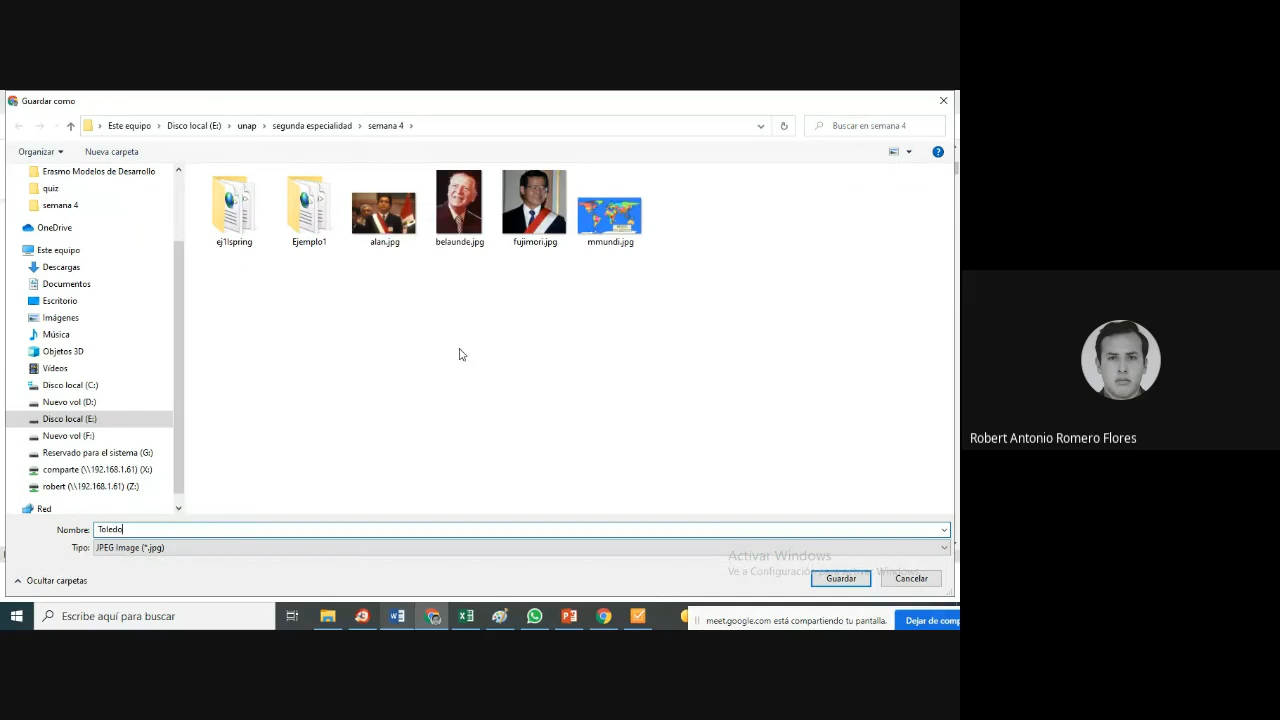 Guardar como
Este equipo > Disco local (E:) > unap > segunda especialidad > semana 4 >
Buscar en semana 4
Organizar
Nueva carpeta
Erasmo Modelos de Desarrollo
quiz
semana 4
OneDrive
Este equipo
Descargas
Documentos
Escritorio
Imágenes
Música
Objetos 3D
Vídeos
Disco local (C:)
Nuevo vol (D:)
Disco local (E:)
Nuevo vol (F:)
Reservado para el sistema (G:)
comparte (\\192.168.1.61) (X:)
robert (\\192.168.1.61) (Z:)
Red
ej1Ispring
Ejemplo1
alan.jpg
belaunde.jpg
fujimori.jpg
mmundi.jpg
Nombre: Toledo
Tipo: JPEG Image (*.jpg)
Activar Windows
Ve a Configuración Windows.
Ocultar carpetas
Guardar
Cancelar
Escribe aquí para buscar
meet.google.com está compartiendo tu pantalla.
Dejar de comp
Robert Antonio Romero Flores